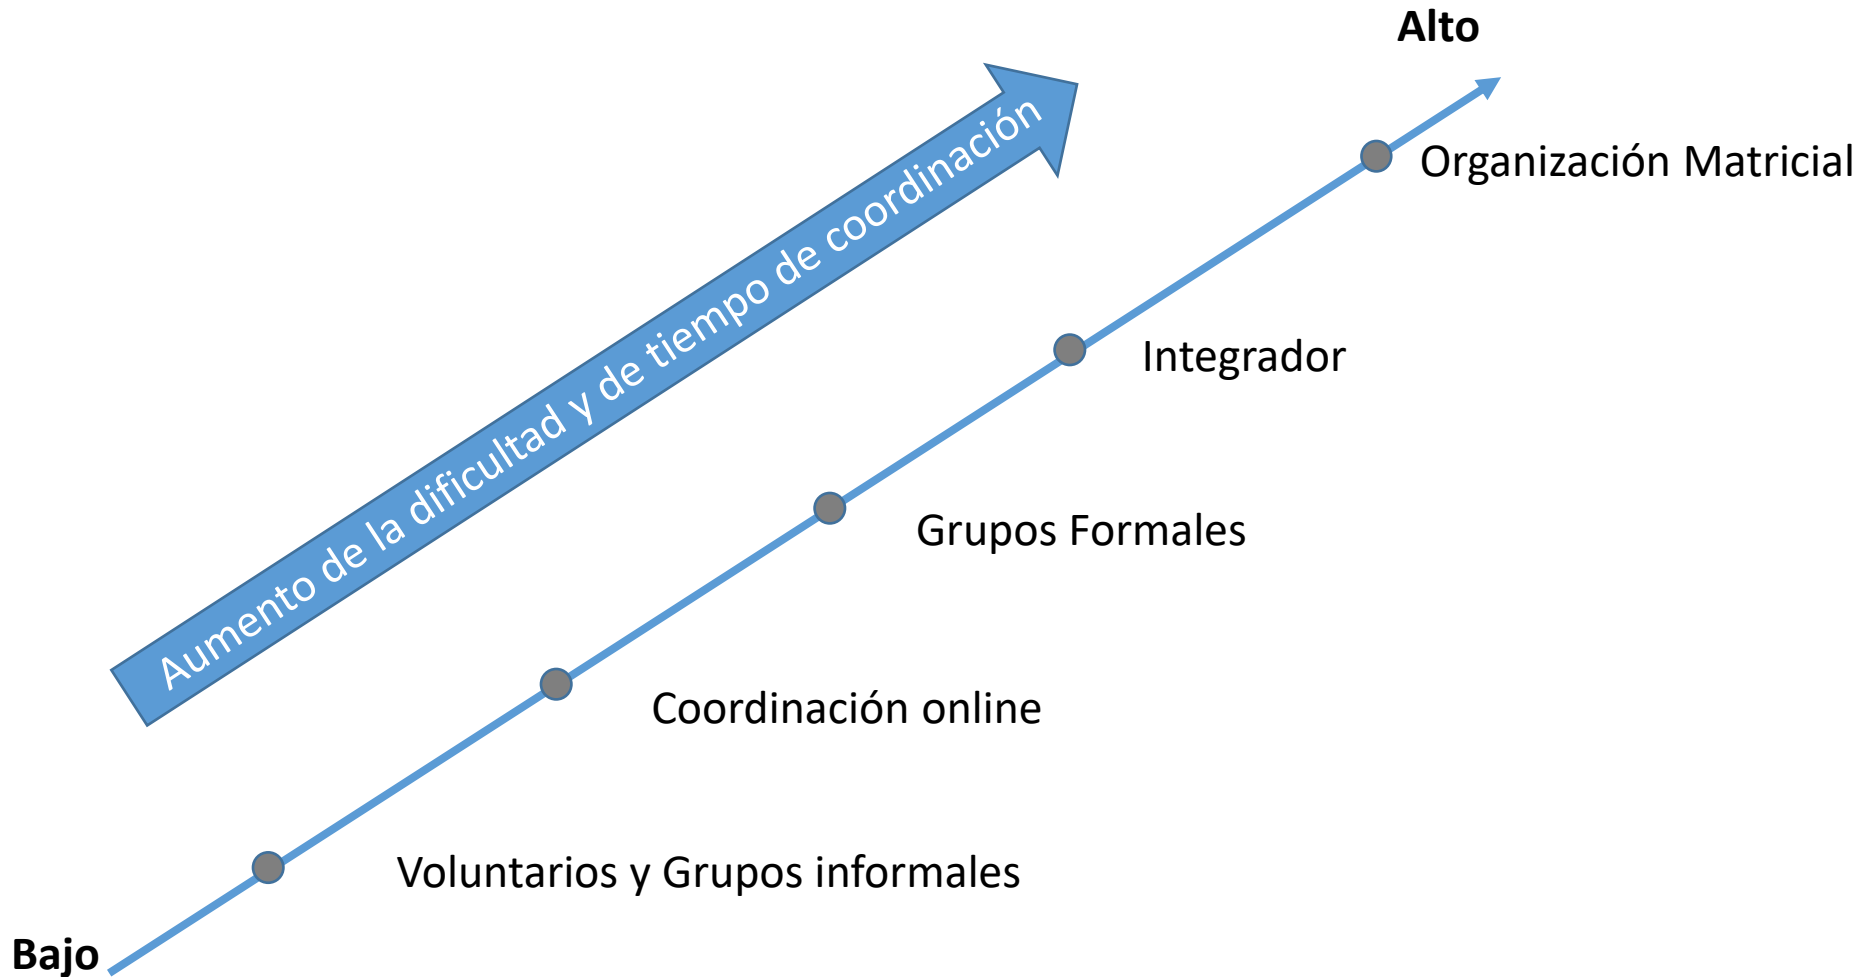 Alto
Aumento de la dificultad y de tiempo de coordinación
Organización Matricial
Integrador
Grupos Formales
Coordinación online
Voluntarios y Grupos informales
Bajo